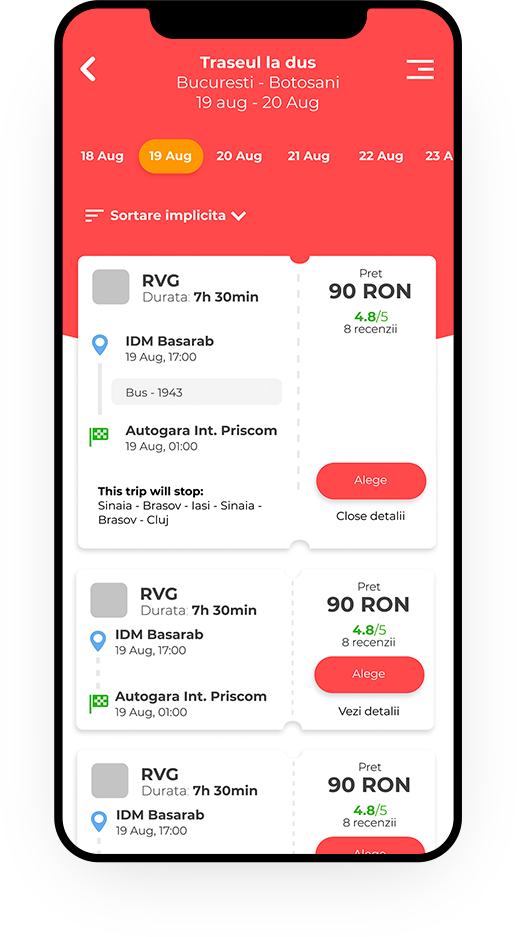 Traseul la dus
Bucuresti - Botosani
19 aug - 20 Aug
18 Aug 19 Aug 20 Aug 21 Aug 22 Aug 23 A
Sortare implicita
RVG
Durata: 7h 30min
IDM Basarab
19 Aug, 17:00
Bus - 1943
Autogara Int. Priscom
19 Aug, 01:00
This trip will stop:
Sinaia - Brasov - Iasi - Sinaia -
Brasov - Cluj
Pret
90 RON
4.8/5
8 recenzii
Alege
Close detalii
RVG
Durata: 7h 30min
IDM Basarab
19 Aug, 17:00
Autogara Int. Priscom
19 Aug, 01:00
Pret
90 RON
4.8/5
8 recenzii
Alege
Vezi detalii
RVG
Durata: 7h 30min
IDM Basarab
19 Aug, 17:00
Pret
90 RON
4.8/5
8 recenzii
Alege